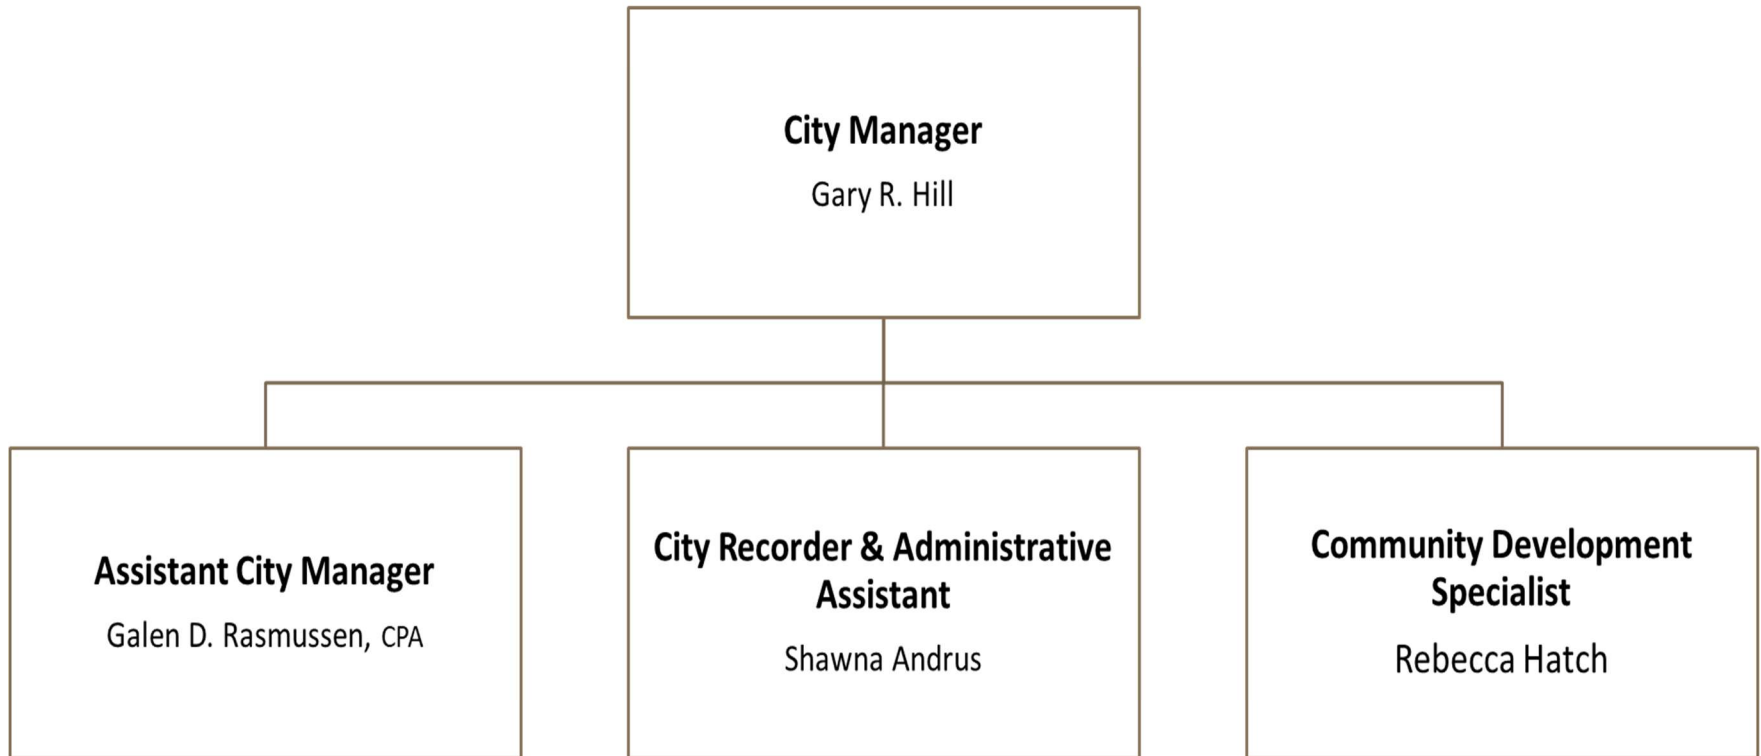 City Manager
Gary R. Hill
Assistant City Manager
Galen D. Rasmussen, CPA
City Recorder & Administrative
Assistant
Shawna Andrus
Community Development
Specialist
Rebecca Hatch